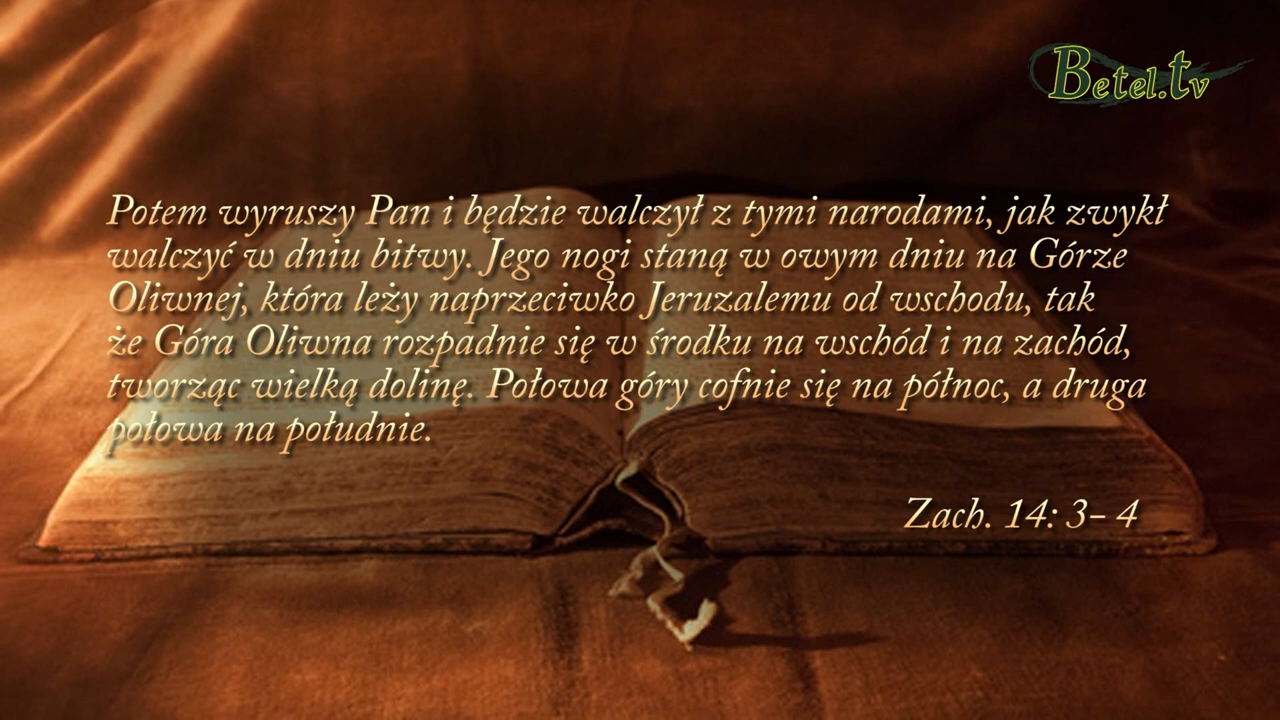 Betel.tv
Potem wyruszy Pan i będzie walczył z tymi narodami, jak zwykł
walczyć w dniu bitwy. Jego nogi staną w owym dniu na Górze
Oliwnej, która leży naprzeciwko Jeruzalemu od wschodu, tak
że Góra Oliwna rozpadnie się w środku na wschód i na zachód,
tworząc wielką dolinę. Połowa góry cofnie się na północ, a druga
połowa na południe.
Zach. 14: 3- 4